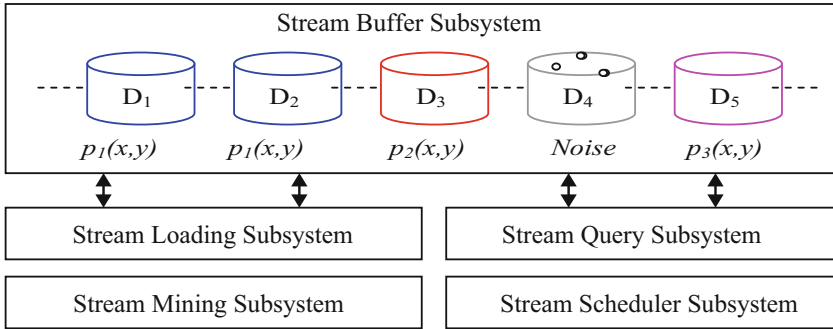 Stream Buffer Subsystem
D₁ D₂ D₃ D₄ D₅
p₁(x,y) p₁(x,y) p₂(x,y) Noise p₃(x,y)
Stream Loading Subsystem Stream Query Subsystem
Stream Mining Subsystem Stream Scheduler Subsystem